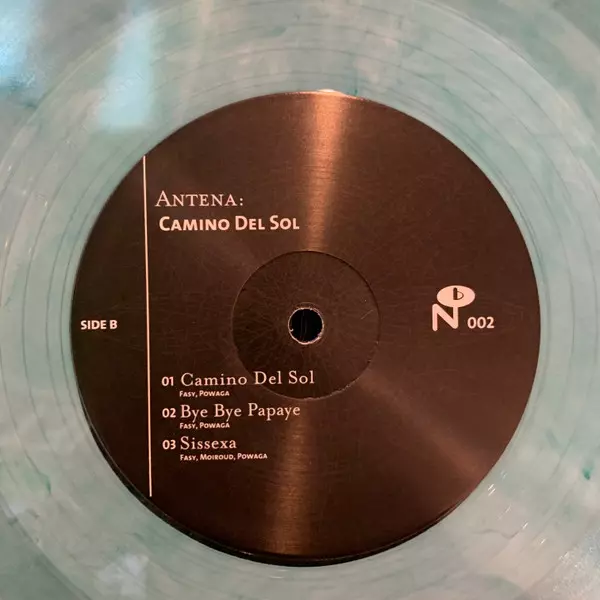 ANTENA:
CAMINO DEL SOL
SIDE B
b
N 002
01 Camino Del Sol
FASY, POWAGA
02 Bye Bye Papaye
FASY, POWAGA
03 Sissexa
FASY, MOIROUD, POWAGA